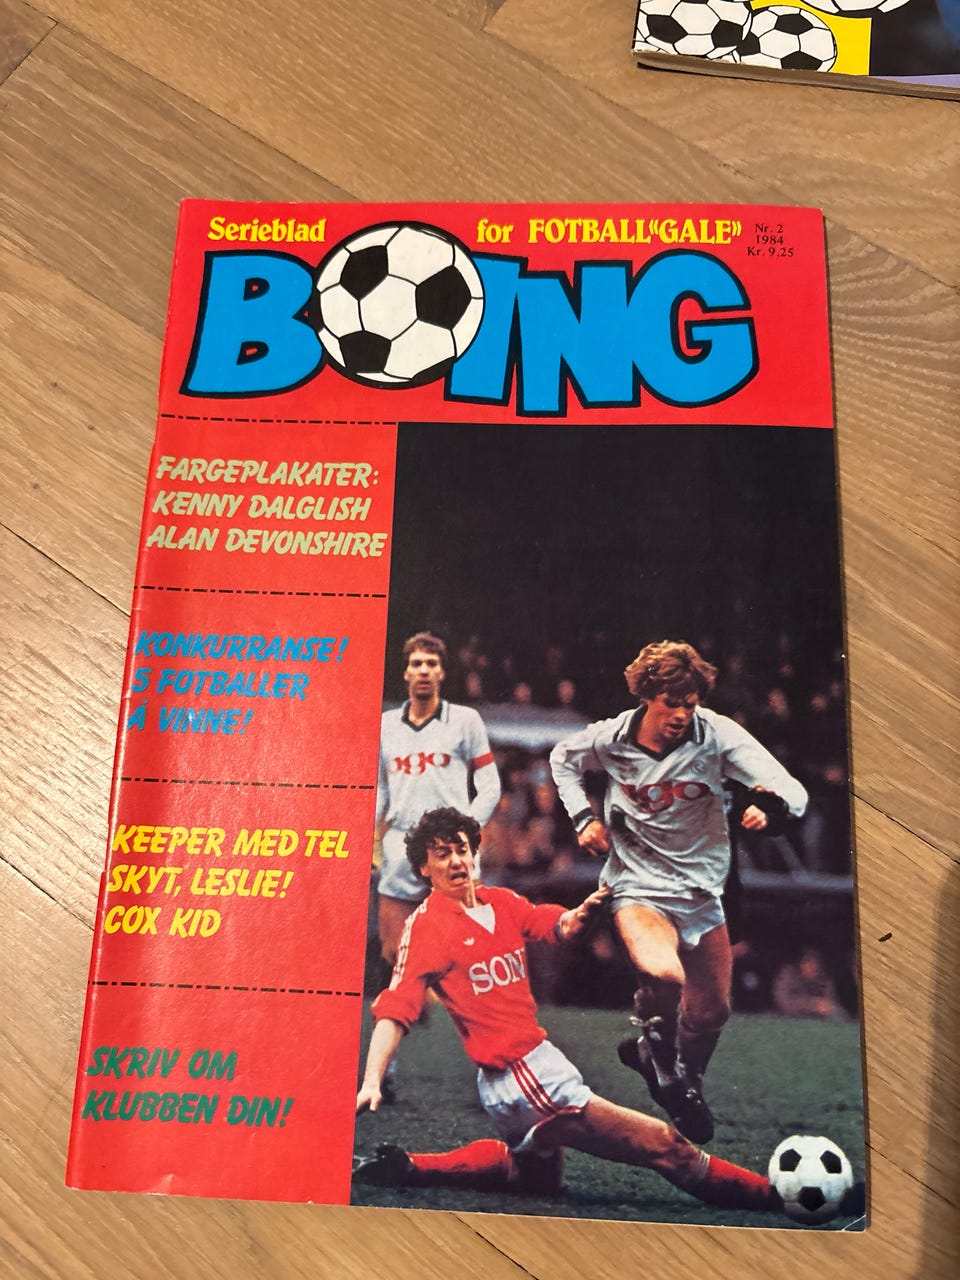 Serieblad for FOTBALL«GALE»
Nr. 2
1984
Kr. 9.25
BOING
FARGEPLAKATER:
KENNY DALGLISH
ALAN DEVONSHIRE
KONKURRANSE!
5 FOTBALLER
Å VINNE!
KEEPER MED TEL
SKYT, LESLIE!
COX KID
SKRIV OM
KLUBBEN DIN!
SON